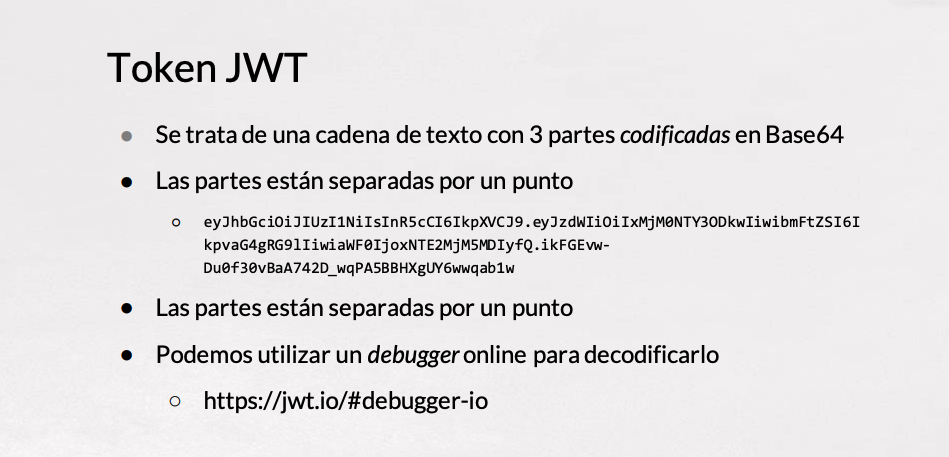 Token JWT
Se trata de una cadena de texto con 3 partes codificadas en Base64
Las partes están separadas por un punto
eyJhbGciOiJIUzI1NiIsInR5cCI6IkpXVCJ9.eyJzdWIiOiIxMjM0NTY3ODkwIiwibmFtZSI6I
kpvaG4gRG9lIiwiaWF0IjoxNTE2MjM5MDIyfQ.ikFGEvw-
Du0f30vBaA742D_wqPA5BBHXgUY6wwqab1w
Las partes están separadas por un punto
Podemos utilizar un debugger online para decodificarlo
https://jwt.io/#debugger-io